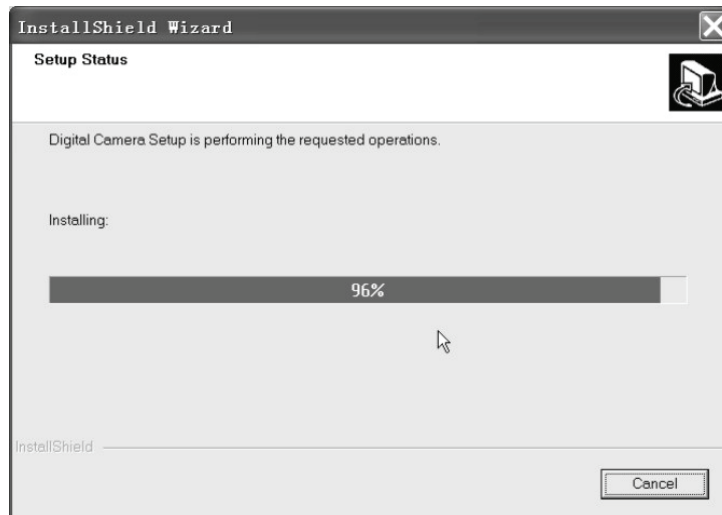 InstallShield Wizard
Setup Status
Digital Camera Setup is performing the requested operations.
Installing:
96%
InstallShield
Cancel